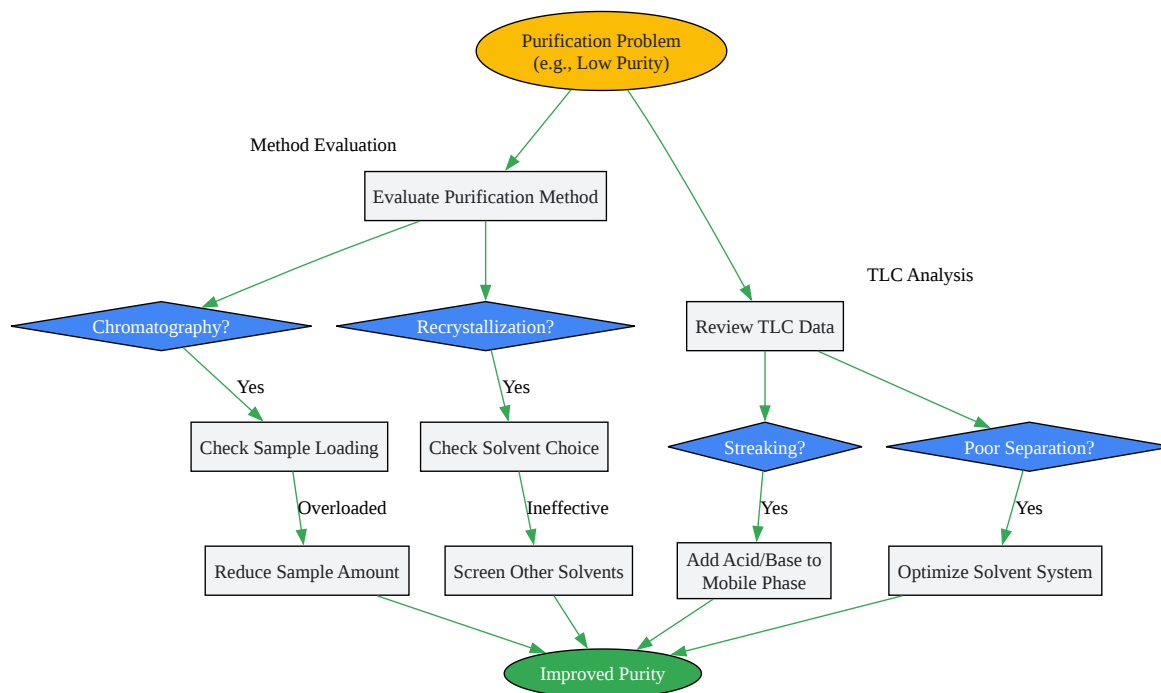 Purification Problem
(e.g., Low Purity)
Method Evaluation
Evaluate Purification Method
TLC Analysis
Chromatography?
Recrystallization?
Review TLC Data
Yes
Yes
Check Sample Loading
Check Solvent Choice
Streaking?
Poor Separation?
Overloaded
Ineffective
Yes
Yes
Reduce Sample Amount
Screen Other Solvents
Add Acid/Base to
Mobile Phase
Optimize Solvent System
Improved Purity